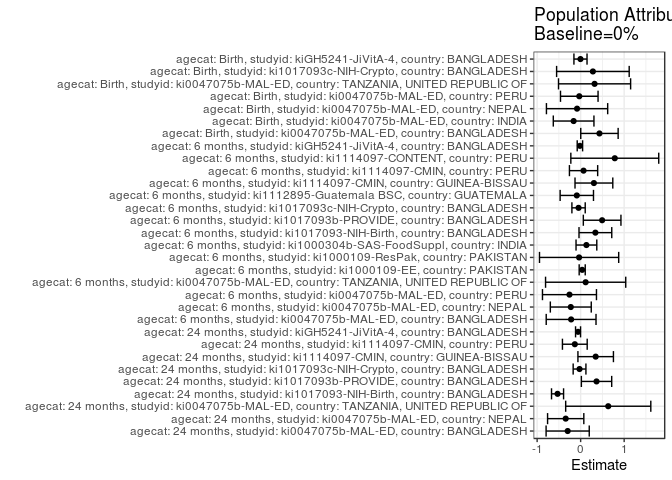 Population Attribu
Baseline=0%
agecat: Birth, studyid: kiGH5241-JiVitA-4, country: BANGLADESH
agecat: Birth, studyid: ki1017093c-NIH-Crypto, country: BANGLADESH
agecat: Birth, studyid: ki0047075b-MAL-ED, country: TANZANIA, UNITED REPUBLIC OF
agecat: Birth, studyid: ki0047075b-MAL-ED, country: PERU
agecat: Birth, studyid: ki0047075b-MAL-ED, country: NEPAL
agecat: Birth, studyid: ki0047075b-MAL-ED, country: INDIA
agecat: Birth, studyid: ki0047075b-MAL-ED, country: BANGLADESH
agecat: 6 months, studyid: kiGH5241-JiVitA-4, country: BANGLADESH
agecat: 6 months, studyid: ki1114097-CONTENT, country: PERU
agecat: 6 months, studyid: ki1114097-CMIN, country: PERU
agecat: 6 months, studyid: ki1114097-CMIN, country: GUINEA-BISSAU
agecat: 6 months, studyid: ki1112895-Guatemala BSC, country: GUATEMALA
agecat: 6 months, studyid: ki1017093c-NIH-Crypto, country: BANGLADESH
agecat: 6 months, studyid: ki1017093b-PROVIDE, country: BANGLADESH
agecat: 6 months, studyid: ki1017093-NIH-Birth, country: BANGLADESH
agecat: 6 months, studyid: ki1000304b-SAS-FoodSuppl, country: INDIA
agecat: 6 months, studyid: ki1000109-ResPak, country: PAKISTAN
agecat: 6 months, studyid: ki1000109-EE, country: PAKISTAN
agecat: 6 months, studyid: ki0047075b-MAL-ED, country: TANZANIA, UNITED REPUBLIC OF
agecat: 6 months, studyid: ki0047075b-MAL-ED, country: PERU
agecat: 6 months, studyid: ki0047075b-MAL-ED, country: NEPAL
agecat: 6 months, studyid: ki0047075b-MAL-ED, country: BANGLADESH
agecat: 24 months, studyid: kiGH5241-JiVitA-4, country: BANGLADESH
agecat: 24 months, studyid: ki1114097-CMIN, country: PERU
agecat: 24 months, studyid: ki1114097-CMIN, country: GUINEA-BISSAU
agecat: 24 months, studyid: ki1017093c-NIH-Crypto, country: BANGLADESH
agecat: 24 months, studyid: ki1017093b-PROVIDE, country: BANGLADESH
agecat: 24 months, studyid: ki1017093-NIH-Birth, country: BANGLADESH
agecat: 24 months, studyid: ki0047075b-MAL-ED, country: TANZANIA, UNITED REPUBLIC OF
agecat: 24 months, studyid: ki0047075b-MAL-ED, country: NEPAL
agecat: 24 months, studyid: ki0047075b-MAL-ED, country: BANGLADESH
-1 0 1
Estimate